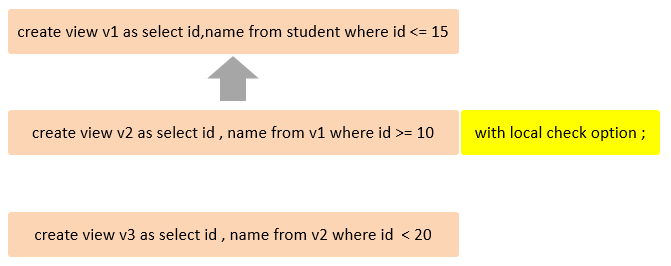 create view v1 as select id,name from student where id <= 15
create view v2 as select id , name from v1 where id >= 10 with local check option ;
create view v3 as select id , name from v2 where id  < 20